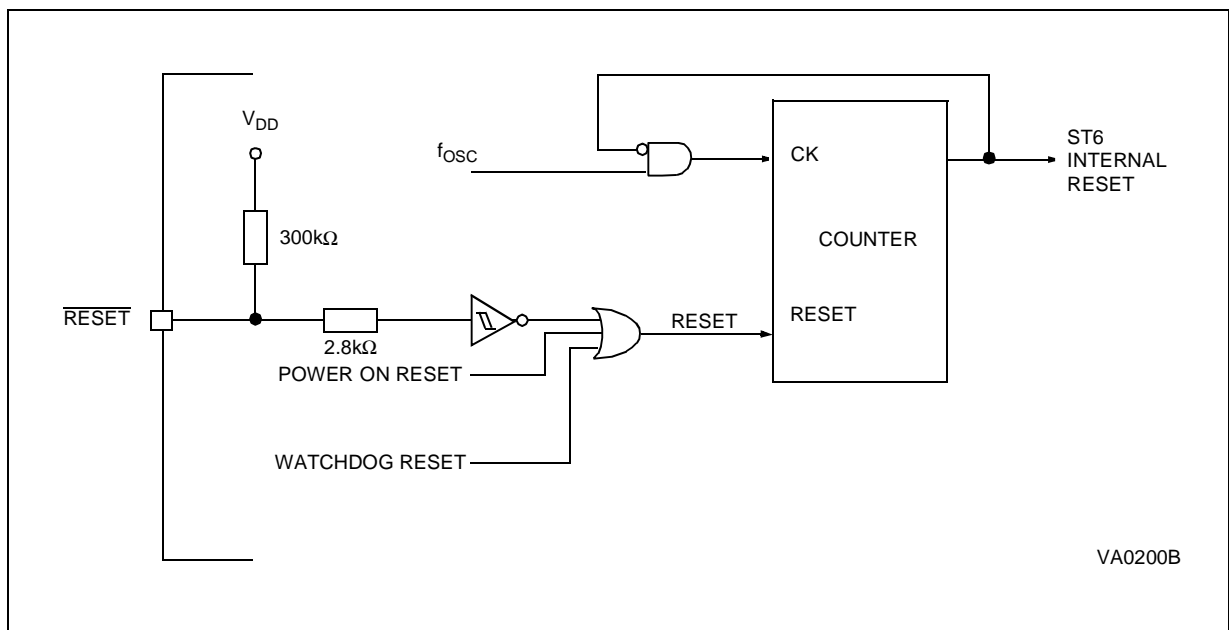 V_DD
f_OSC
CK
ST6
INTERNAL
RESET
300kΩ
COUNTER
RESET
RESET
RESET
2.8kΩ
POWER ON RESET
WATCHDOG RESET
VA0200B